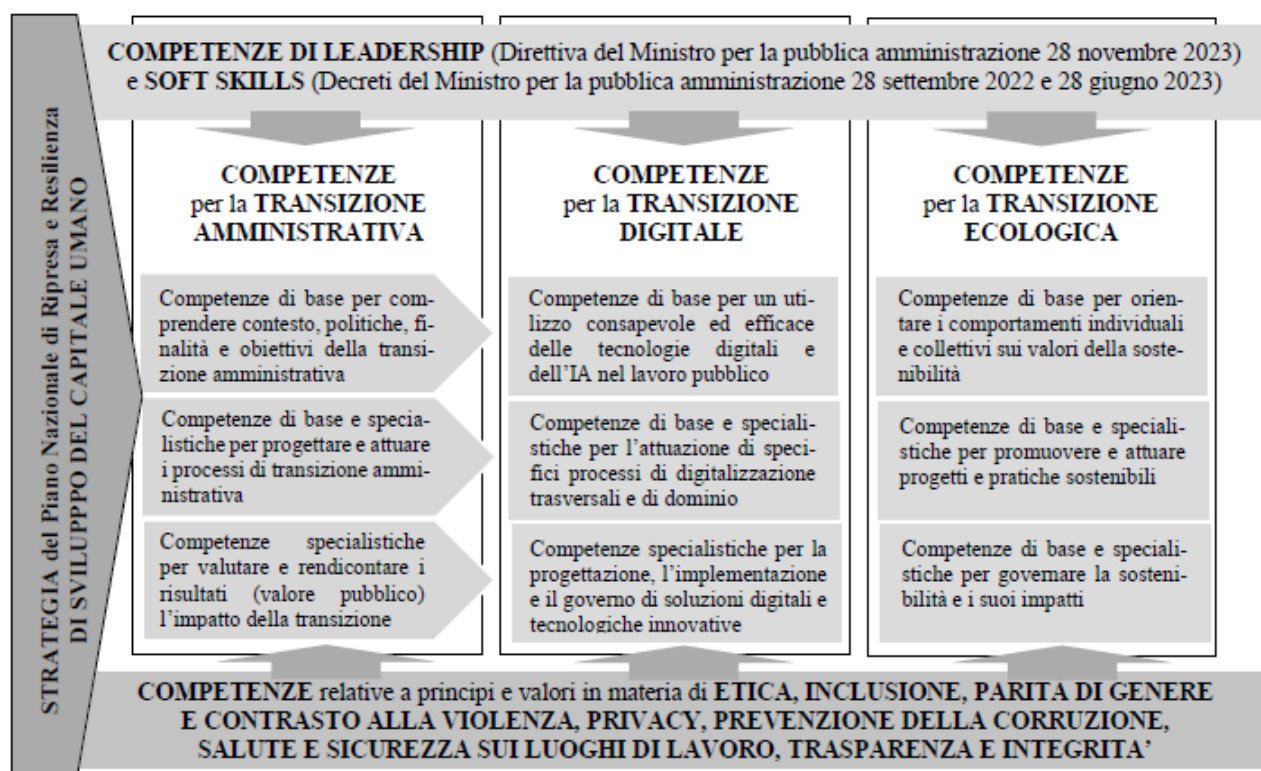 STRATEGIA del Piano Nazionale di Ripresa e Resilienza
DI SVILUPPO DEL CAPITALE UMANO
COMPETENZE DI LEADERSHIP (Direttiva del Ministro per la pubblica amministrazione 28 novembre 2023)
e SOFT SKILLS (Decreti del Ministro per la pubblica amministrazione 28 settembre 2022 e 28 giugno 2023)
COMPETENZE
per la TRANSIZIONE
AMMINISTRATIVA
Competenze di base per com-
prendere contesto, politiche, fi-
nalità e obiettivi della transi-
zione amministrativa
Competenze di base e specia-
listiche per progettare e attuare
i processi di transizione ammi-
nistrativa
Competenze specialistiche
per valutare e rendicontare i
risultati (valore pubblico)
l’impatto della transizione
COMPETENZE
per la TRANSIZIONE
DIGITALE
Competenze di base per un uti-
lizzo consapevole ed efficace
delle tecnologie digitali e
dell’IA nel lavoro pubblico
Competenze di base e speciali-
stiche per l’attuazione di speci-
fici processi di digitalizzazione
trasversali e di dominio
Competenze specialistiche per la
progettazione, l’implementazione
e il governo di soluzioni digitali e
tecnologiche innovative
COMPETENZE
per la TRANSIZIONE
ECOLOGICA
Competenze di base per orien-
tare i comportamenti individuali
e collettivi sui valori della soste-
nibilità
Competenze di base e speciali-
stiche per promuovere e attuare
progetti e pratiche sostenibili
Competenze di base e speciali-
stiche per governare la sosteni-
bilità e i suoi impatti
COMPETENZE relative a principi e valori in materia di ETICA, INCLUSIONE, PARITA DI GENERE
E CONTRASTO ALLA VIOLENZA, PRIVACY, PREVENZIONE DELLA CORRUZIONE,
SALUTE E SICUREZZA SUI LUOGHI DI LAVORO, TRASPARENZA E INTEGRITA’